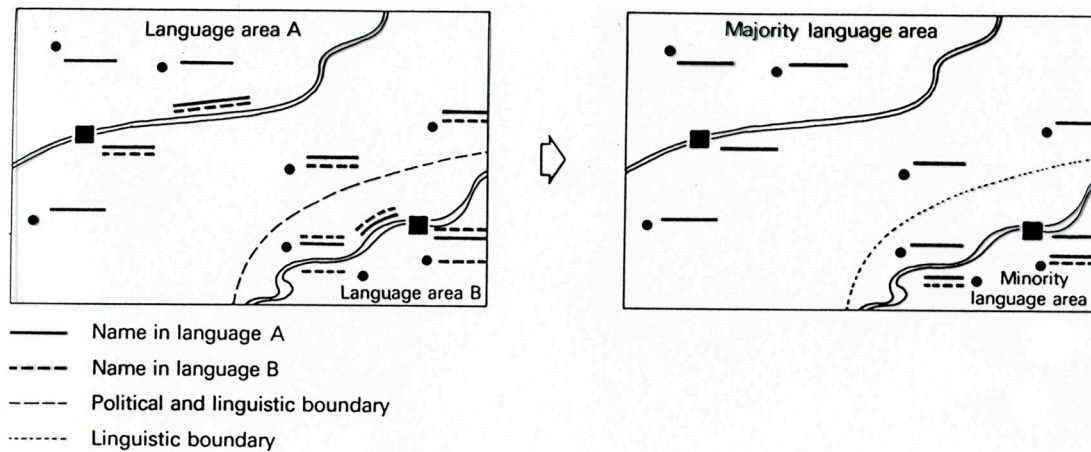 Language area A
Language area B
Majority language area
Minority
language area
Name in language A
Name in language B
Political and linguistic boundary
Linguistic boundary